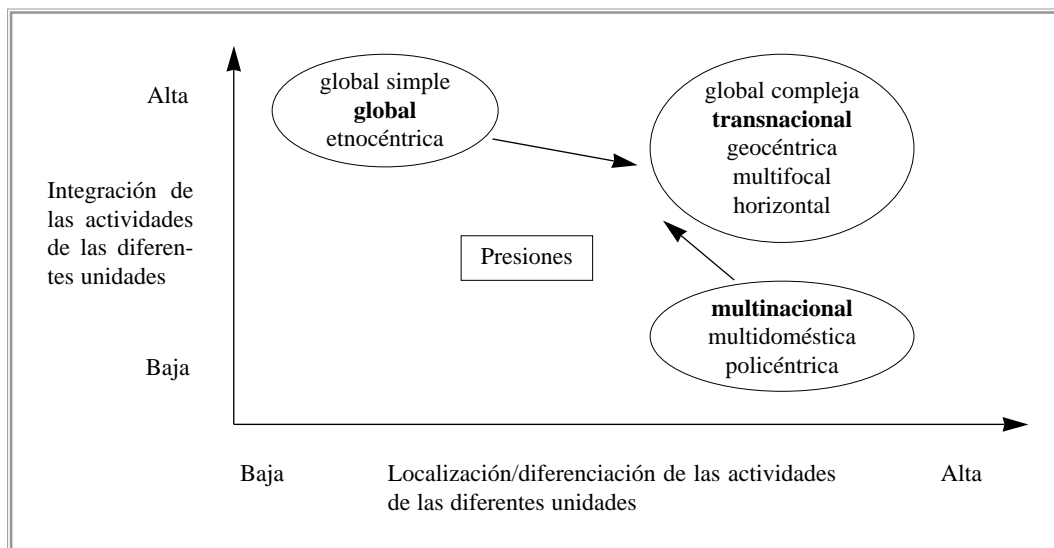 Alta
global simple
global
etnocéntrica
global compleja
transnacional
geocéntrica
multifocal
horizontal
Integración de
las actividades
de las diferen-
tes unidades
Presiones
multinacional
multidoméstica
policéntrica
Baja
Baja
Localización/diferenciación de las actividades
de las diferentes unidades
Alta